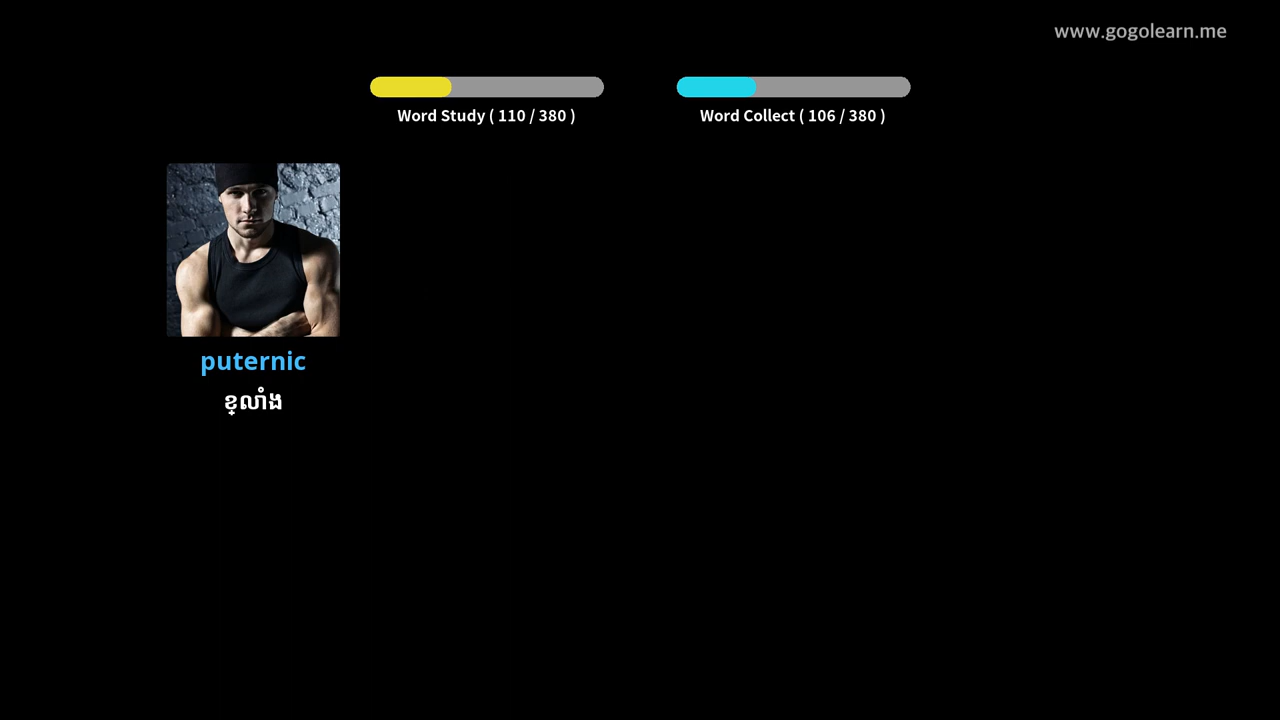 www.gogolearn.me
Word Study ( 110 / 380 )
Word Collect ( 106 / 380 )
puternic
ខ្លាំង